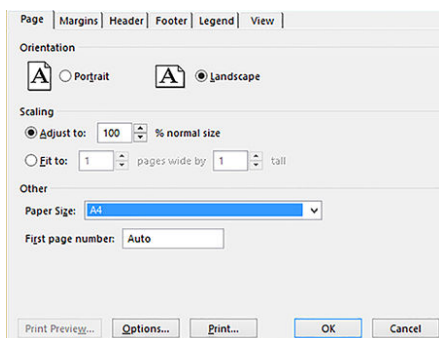 Page Margins Header Footer Legend View
Orientation
A Portrait A Landscape
Scaling
Adjust to: 100 % normal size
Fit to: 1 pages wide by 1 tall
Other
Paper Size: A4
First page number: Auto
Print Preview... Options... Print... OK Cancel